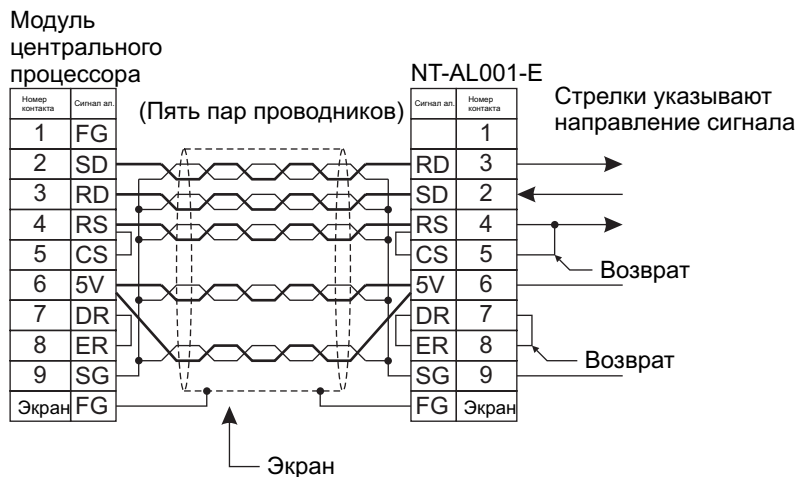 Модуль
центрального
процессора
NT-AL001-E
Номер контакта Сигнал ап. (Пять пар проводников) Сигнал ап. Номер контакта Стрелки указывают
направление сигнала
1 FG 1
2 SD RD 3
3 RD SD 2
4 RS RS 4
5 CS CS 5
Возврат
6 5V 5V 6
7 DR DR 7
8 ER ER 8
Возврат
9 SG SG 9
Экран FG FG Экран
Экран